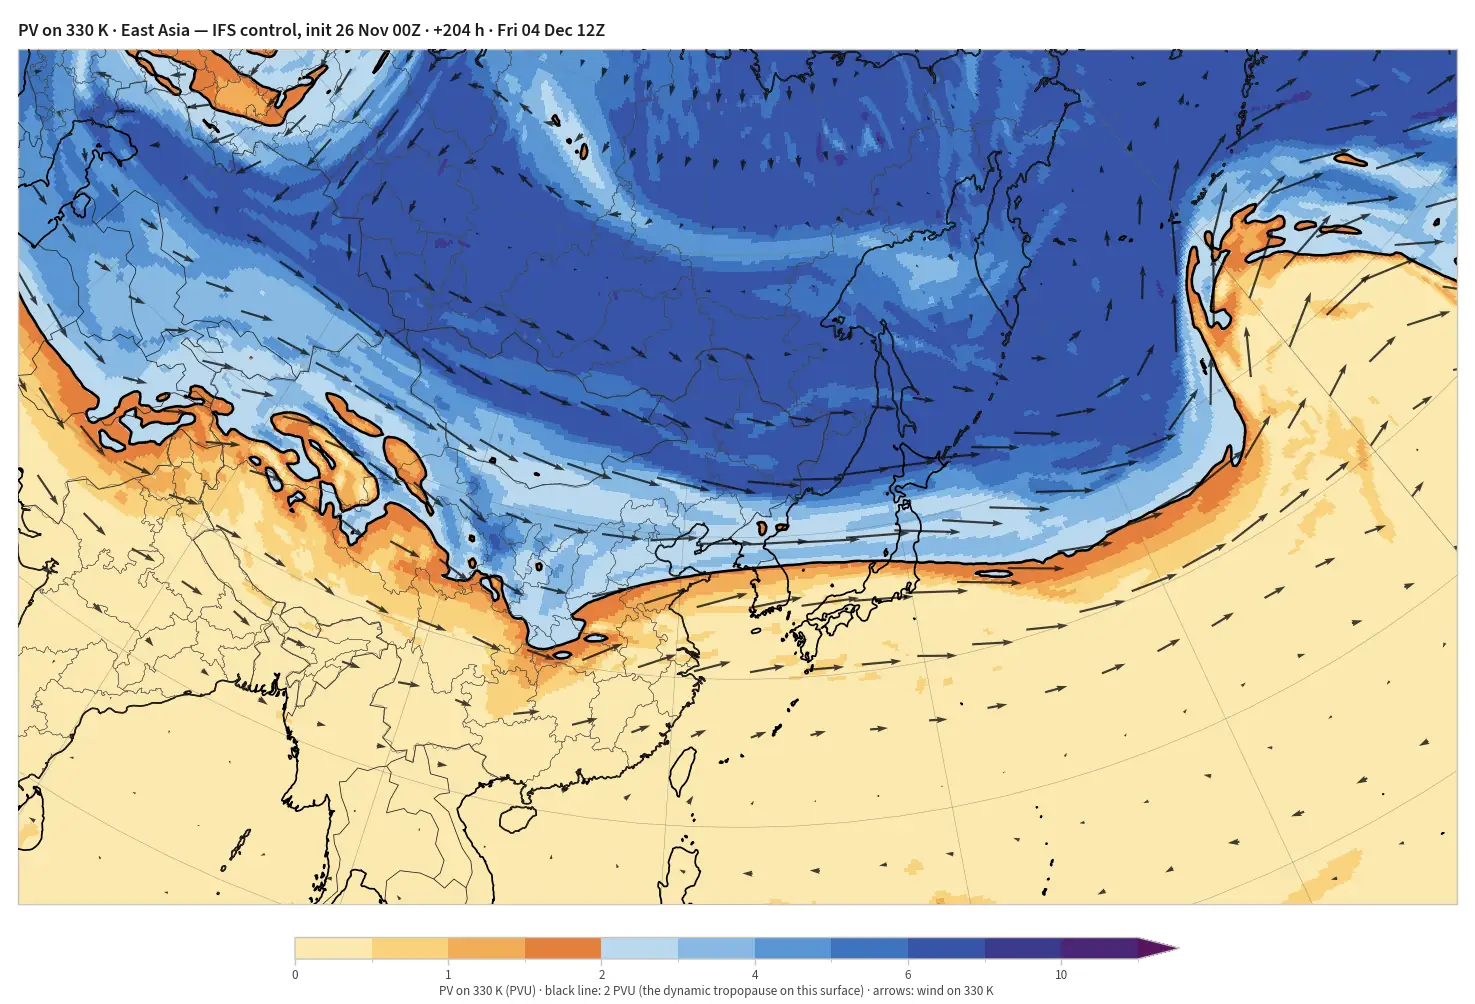 PV on 330 K · East Asia — IFS control, init 26 Nov 00Z · +204 h · Fri 04 Dec 12Z
0 1 2 4 6 10
PV on 330 K (PVU) · black line: 2 PVU (the dynamic tropopause on this surface) · arrows: wind on 330 K